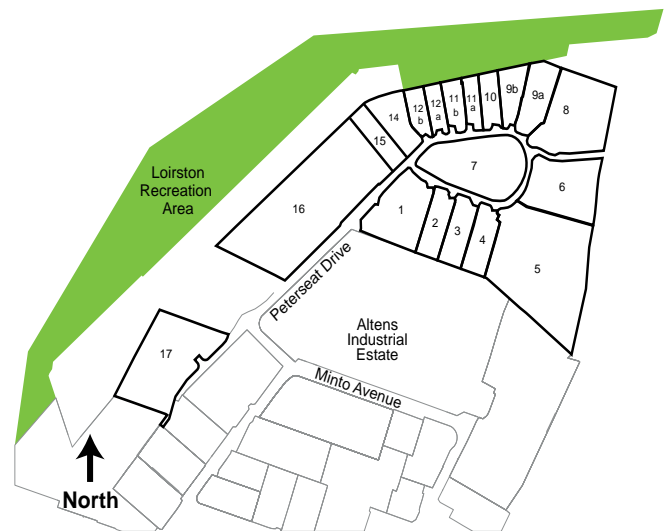 9b
9a
8
12
b
12
a
11
b
11
a
10
14
15
7
6
Loirston
Recreation
Area
16
1
2
3
4
5
Peterseat Drive
Altens
Industrial
Estate
17
Minto Avenue
North